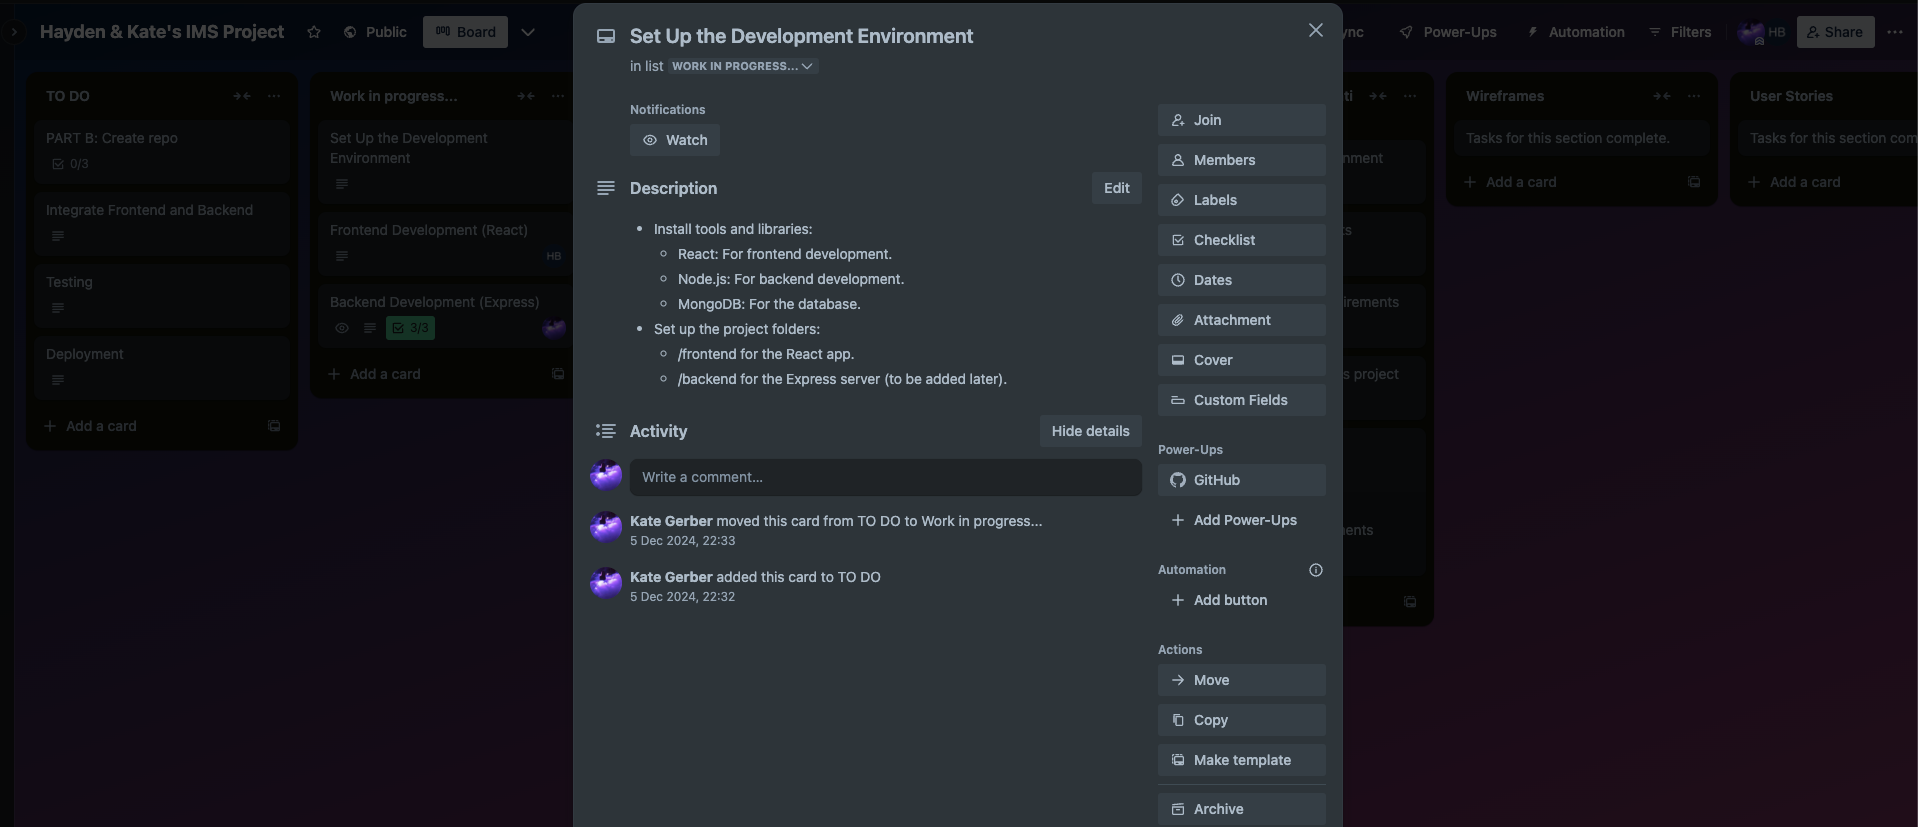 Hayden & Kate's IMS Project
Public
Board
Power-Ups
Automation
Filters
HB
Share
TO DO
PART B: Create repo
0/3
Integrate Frontend and Backend
Testing
Deployment
Add a card
Work in progress...
Set Up the Development
Environment
Frontend Development (React)
HB
Backend Development (Express)
3/3
Add a card
Set Up the Development Environment
in list WORK IN PROGRESS...
Notifications
Watch
Description
Edit
Install tools and libraries:
React: For frontend development.
Node.js: For backend development.
MongoDB: For the database.
Set up the project folders:
/frontend for the React app.
/backend for the Express server (to be added later).
Activity
Hide details
Write a comment...
Kate Gerber moved this card from TO DO to Work in progress...
5 Dec 2024, 22:33
Kate Gerber added this card to TO DO
5 Dec 2024, 22:32
Join
Members
Labels
Checklist
Dates
Attachment
Cover
Custom Fields
Power-Ups
GitHub
Add Power-Ups
Automation
Add button
Actions
Move
Copy
Make template
Archive
project
Wireframes
Tasks for this section complete.
Add a card
User Stories
Tasks for this section com
Add a card